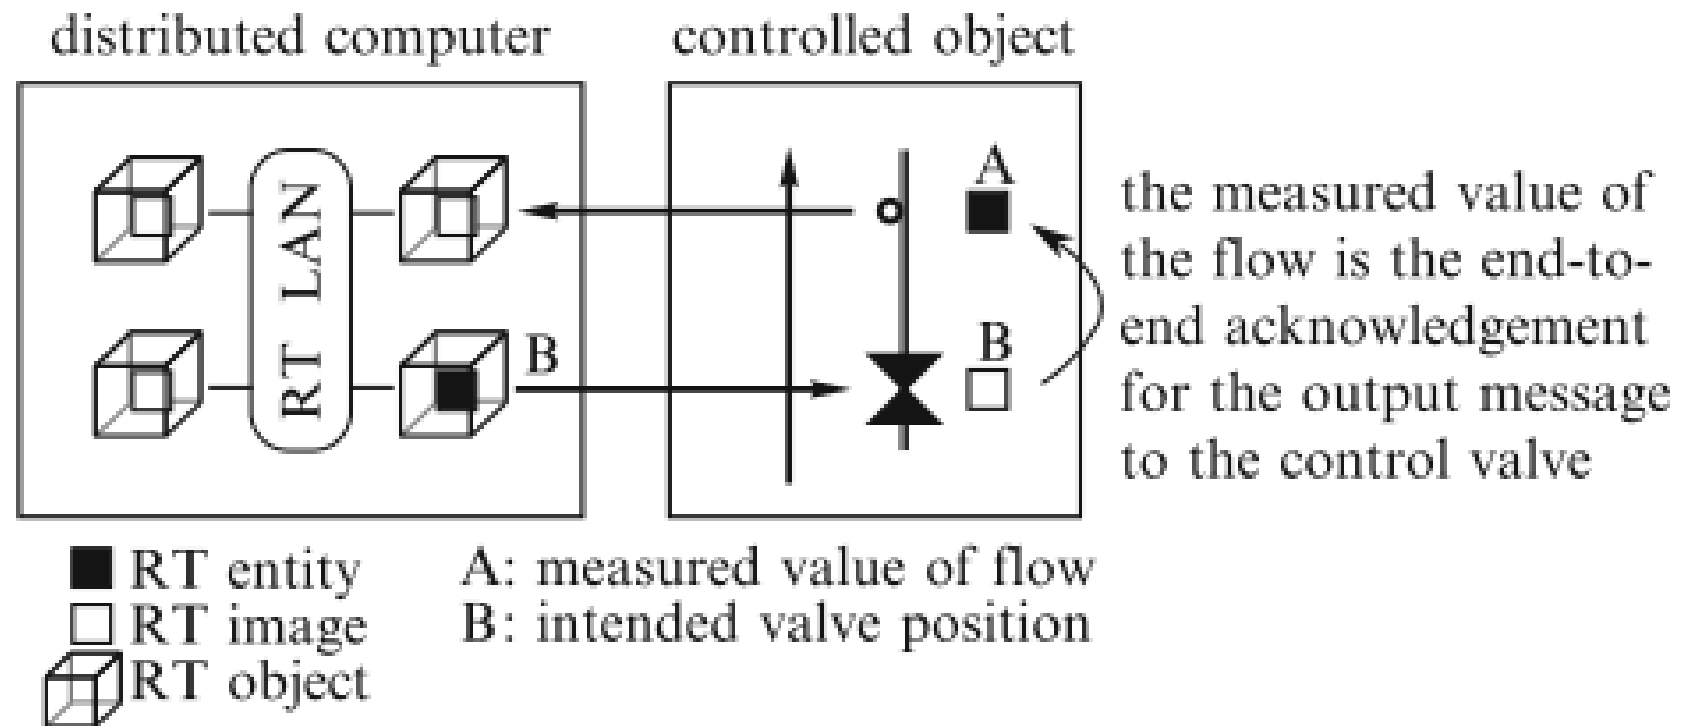 distributed computer
controlled object
RT LAN
B
A
B
the measured value of
the flow is the end-to-
end acknowledgement
for the output message
to the control valve
RT entity
RT image
RT object
A: measured value of flow
B: intended valve position